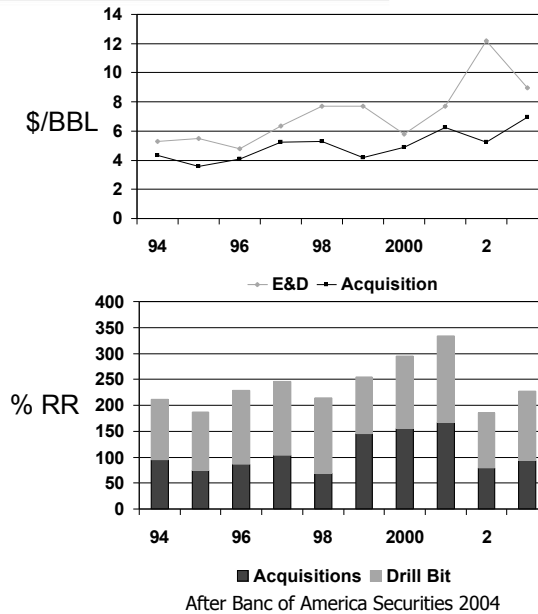 14
12
10
8
6
4
2
0
$/BBL
94 96 98 2000 2
E&D Acquisition
400
350
300
250
200
150
100
50
0
% RR
94 96 98 2000 2
Acquisitions Drill Bit
After Banc of America Securities 2004